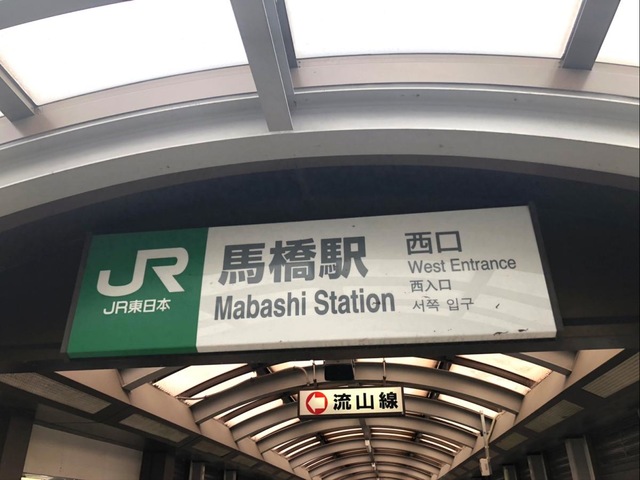 JR
JR東日本
馬橋駅
Mabashi Station
西口
West Entrance
西入口
서쪽 입구
流山線